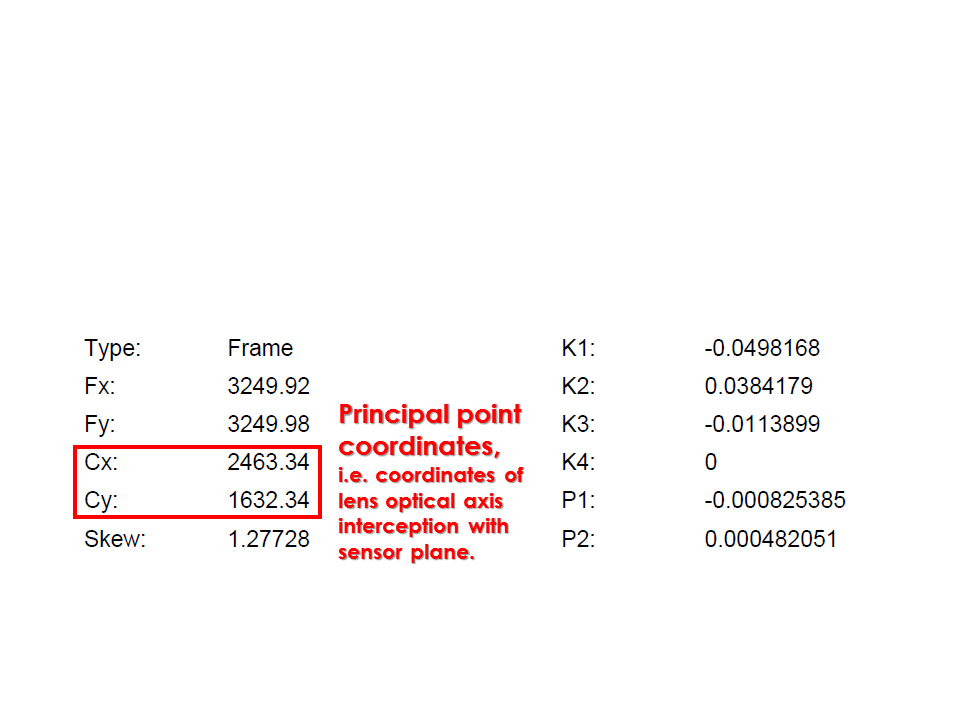 Type: Frame
Fx: 3249.92
Fy: 3249.98
Cx: 2463.34
Cy: 1632.34
Skew: 1.27728
Principal point
coordinates,
i.e. coordinates of
lens optical axis
interception with
sensor plane.
K1: -0.0498168
K2: 0.0384179
K3: -0.0113899
K4: 0
P1: -0.000825385
P2: 0.000482051